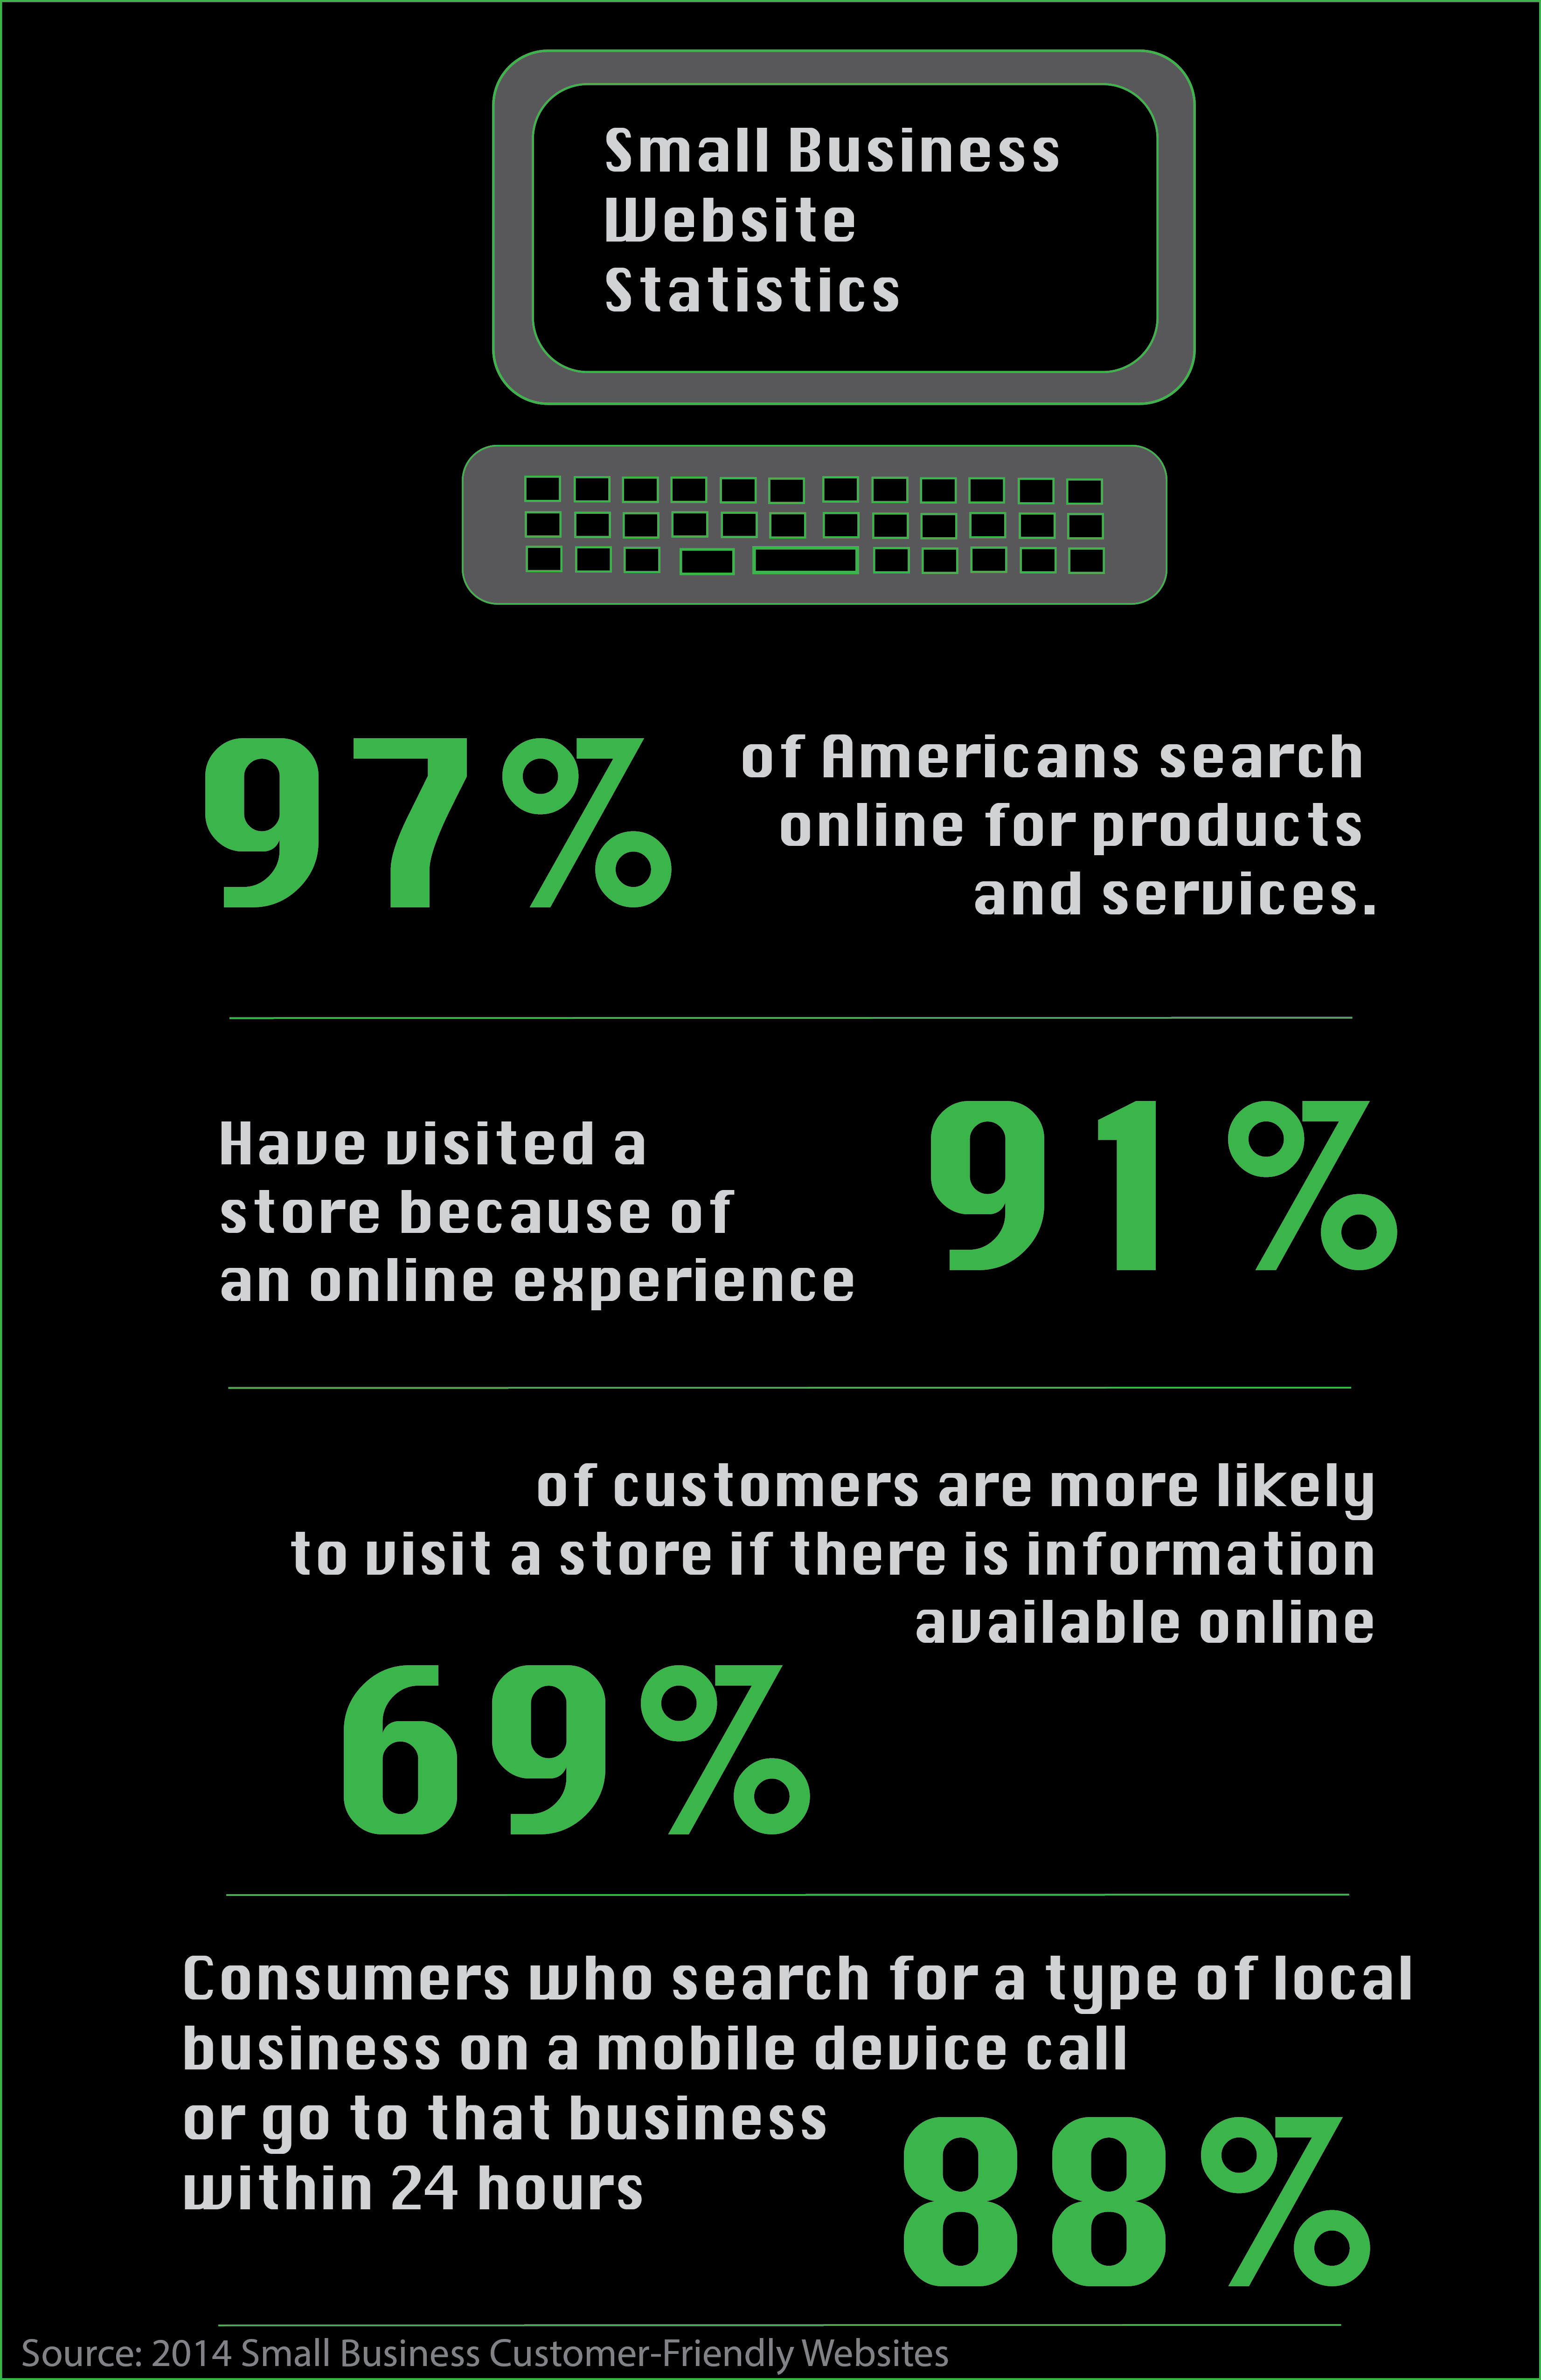 Small Business
Website
Statistics
97%
of Americans search
online for products
and services.
Have visited a
store because of
an online experience
91%
of customers are more likely
to visit a store if there is information
available online
69%
Consumers who search for a type of local
business on a mobile device call
or go to that business
within 24 hours
88%
Source: 2014 Small Business Customer-Friendly Websites